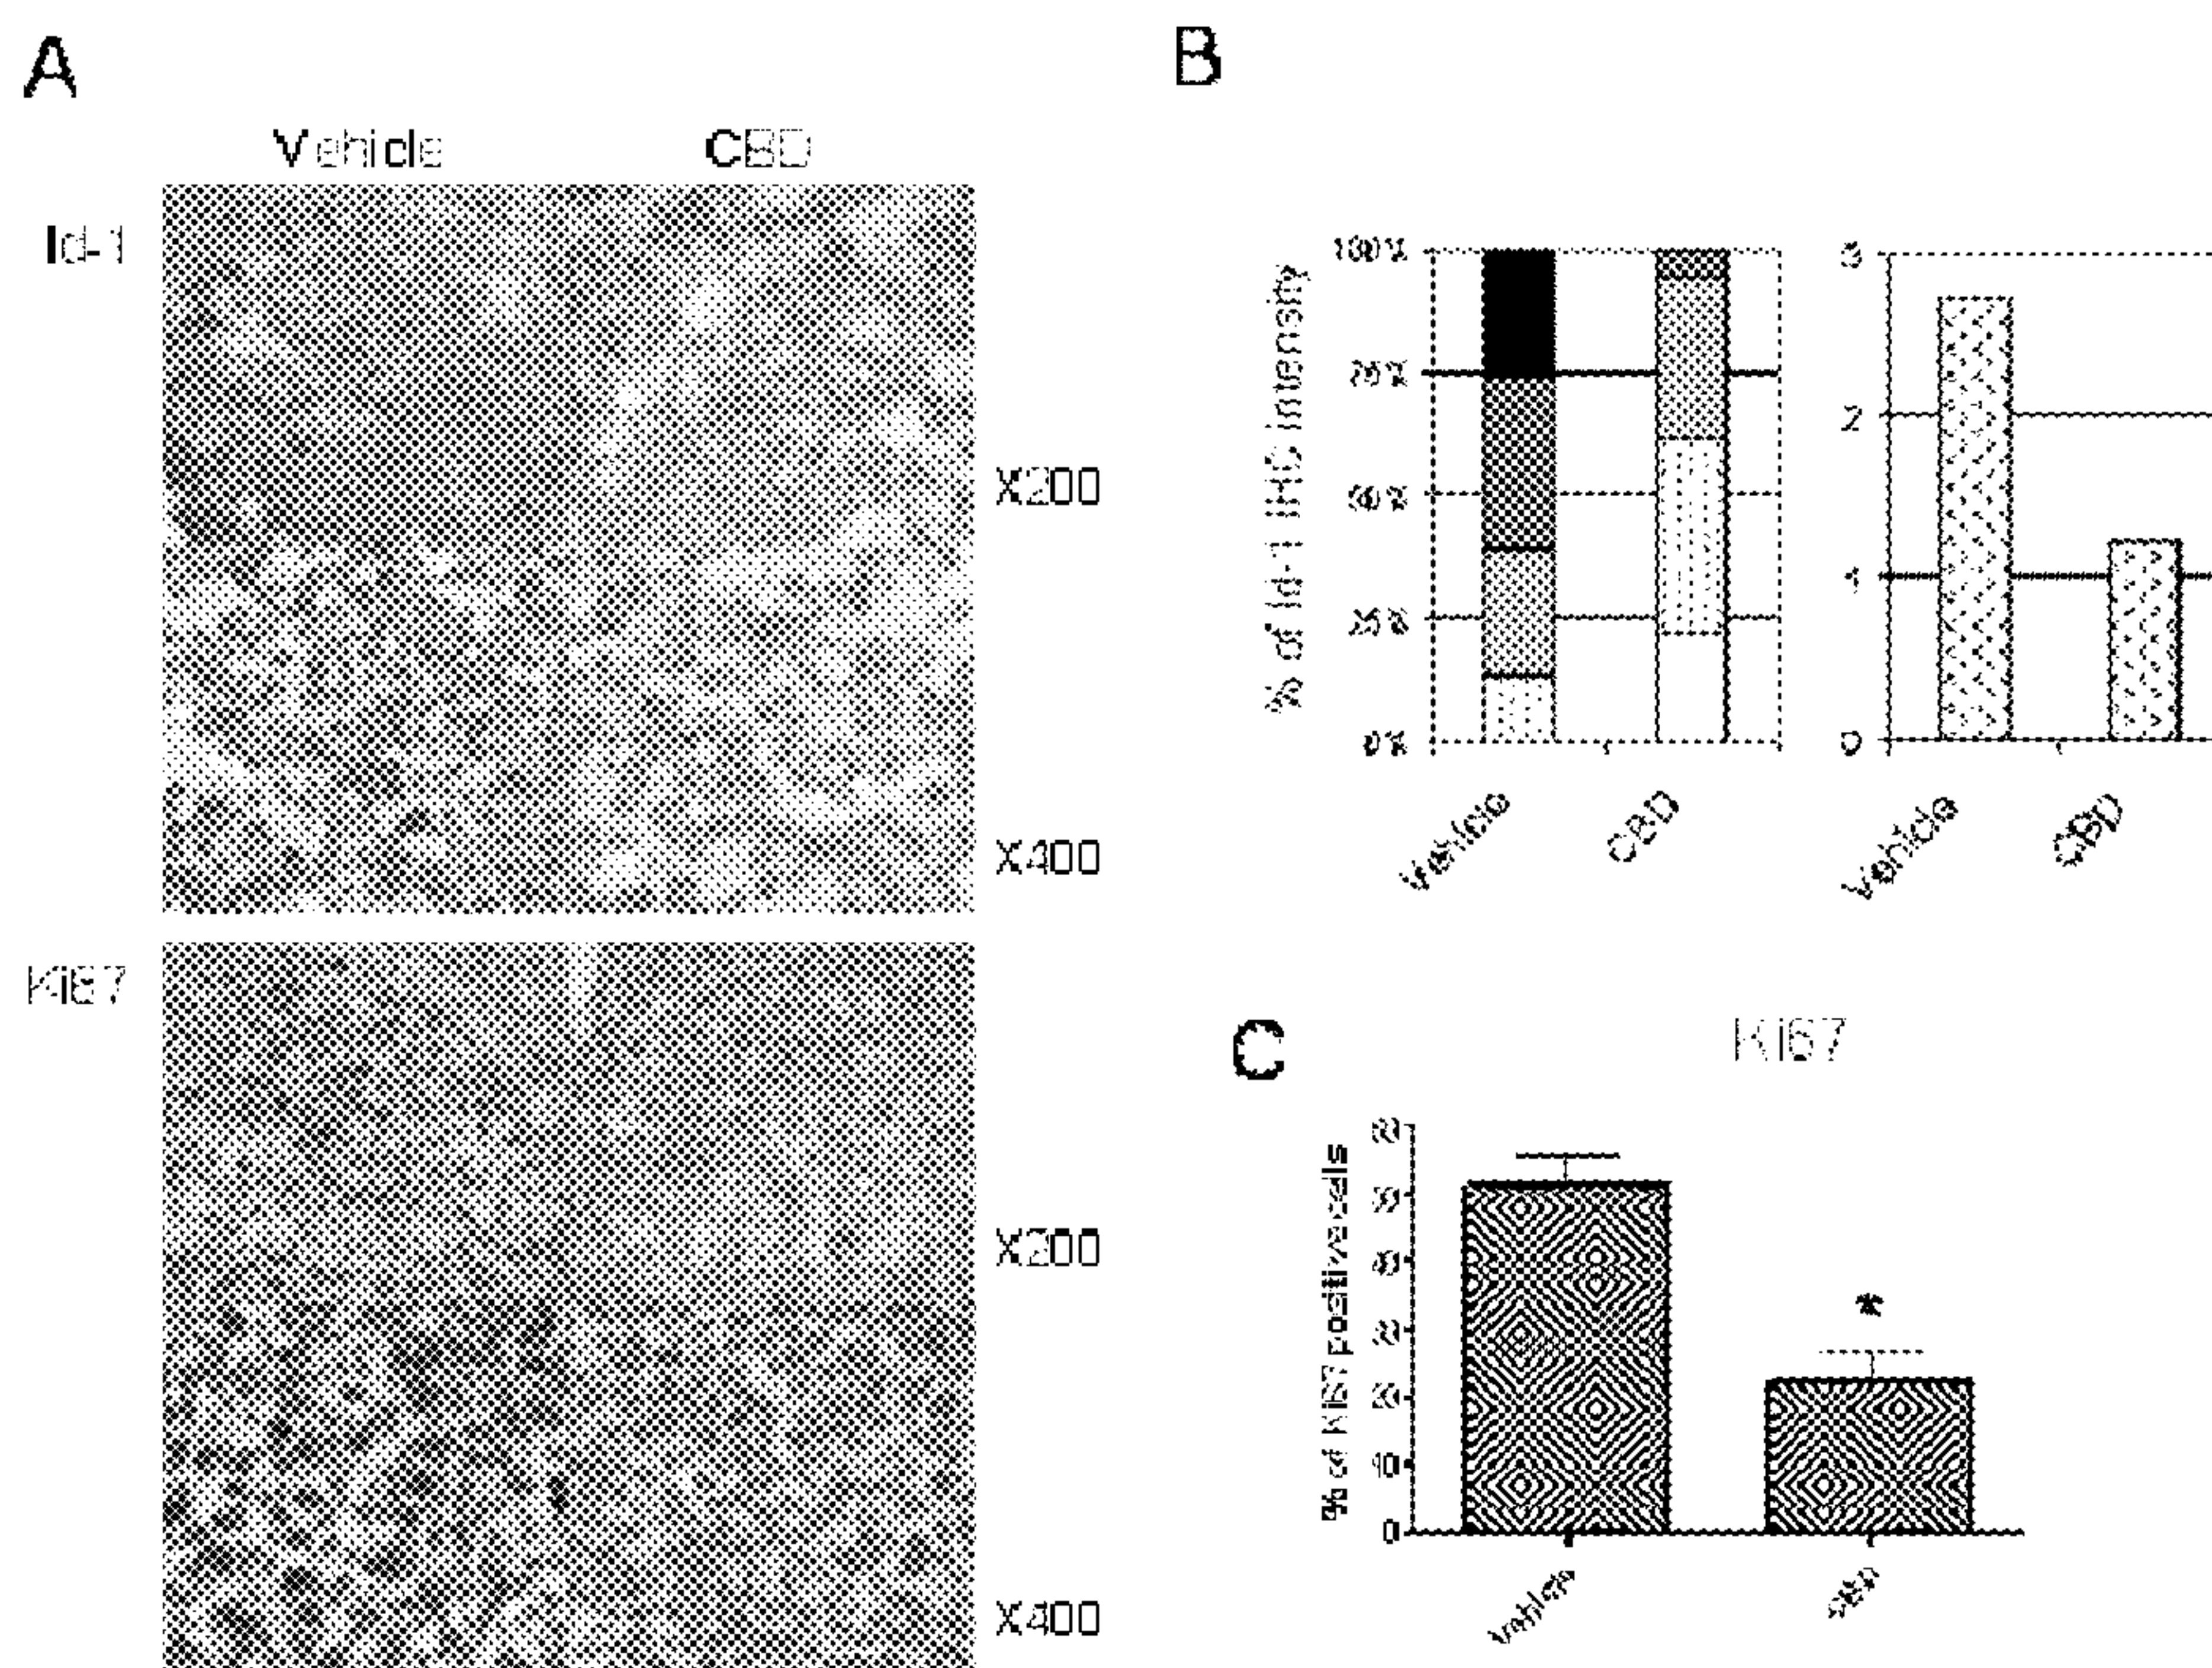 A
Vehicle CBD
Id-1
X200
X400
Ki67
X200
X400
B
% of Id-1 IHC intensity
100%
75%
50%
25%
0%
Vehicle
CBD
3
2
1
0
Vehicle
CBD
C
Ki67
% of Ki67 positive cells
60
50
40
30
20
10
0
*
Vehicle
CBD